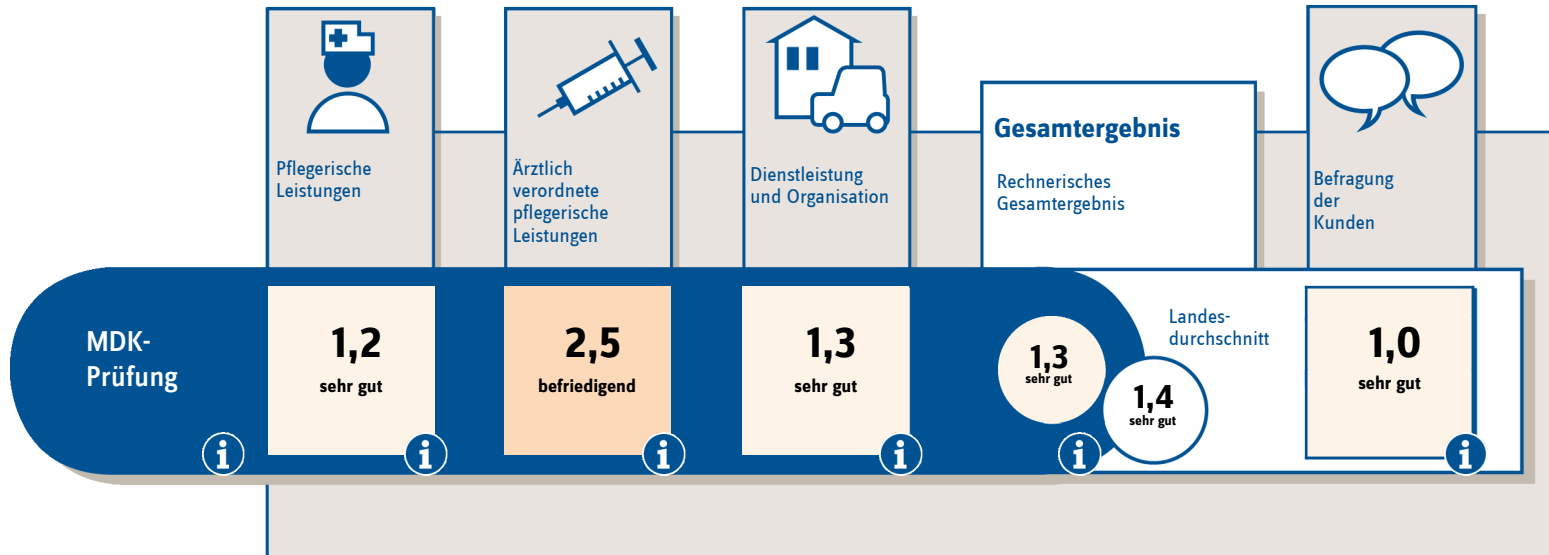 Pflegerische
Leistungen
Ärztlich
verordnete
pflegerische
Leistungen
Dienstleistung
und Organisation
Gesamtergebnis
Rechnerisches
Gesamtergebnis
Befragung
der
Kunden
MDK-
Prüfung
1,2
sehr gut
2,5
befriedigend
1,3
sehr gut
1,3
sehr gut
Landes-
durchschnitt
1,4
sehr gut
1,0
sehr gut
i
i
i
i
i
i